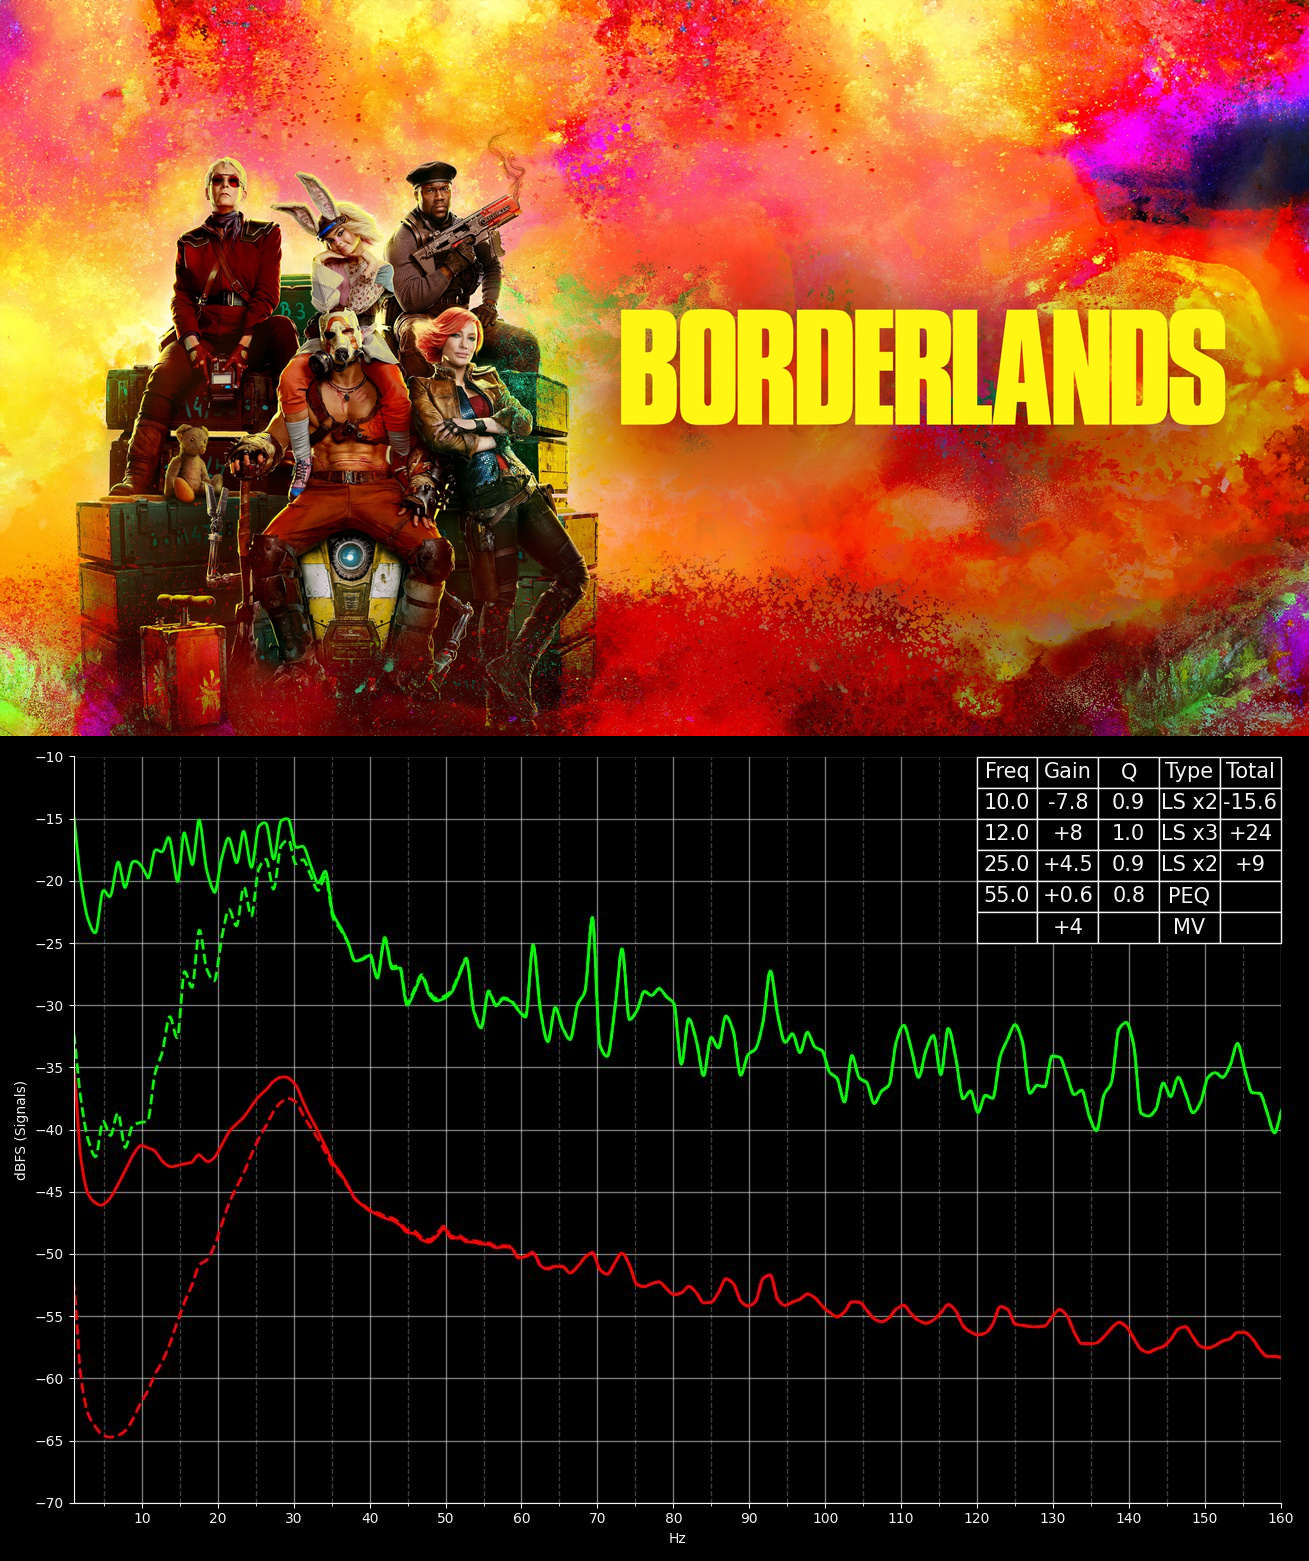 B3
BORDERLANDS
Freq Gain Q Type Total
10.0 -7.8 0.9 LS x2 -15.6
12.0 +8 1.0 LS x3 +24
25.0 +4.5 0.9 LS x2 +9
55.0 +0.6 0.8 PEQ
+4 MV
−10
−15
−20
−25
−30
−35
−40
−45
−50
−55
−60
−65
−70
dBFS (Signals)
10 20 30 40 50 60 70 80 90 100 110 120 130 140 150 160
Hz